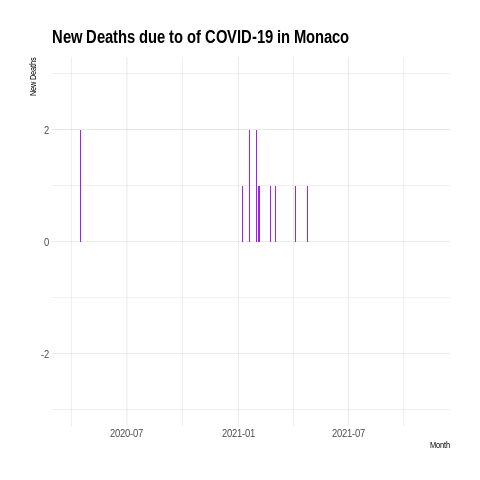 New Deaths due to of COVID-19 in Monaco
New Deaths
2
0
-2
2020-07
2021-01
2021-07
Month